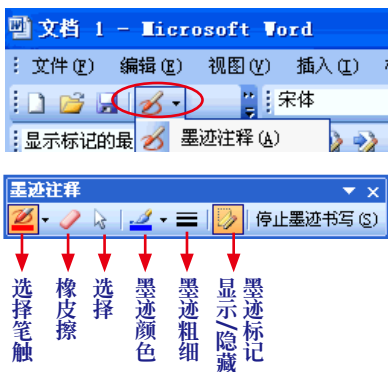 文档 1 - Microsoft Word
文件(F) 编辑(E) 视图(V) 插入(I)
宋体
显示标记的最 墨迹注释(A)
墨迹注释
停止墨迹书写(S)
选择笔触
橡皮擦
选择
墨迹颜色
墨迹粗细
显示/隐藏
墨迹标记